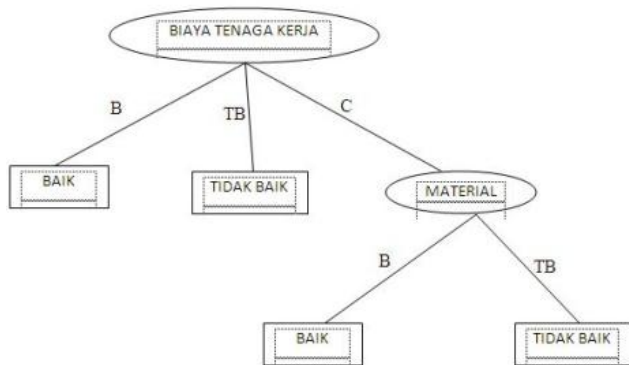 BIAYA TENAGA KERJA
B
TB
C
BAIK
TIDAK BAIK
MATERIAL
B
TB
BAIK
TIDAK BAIK